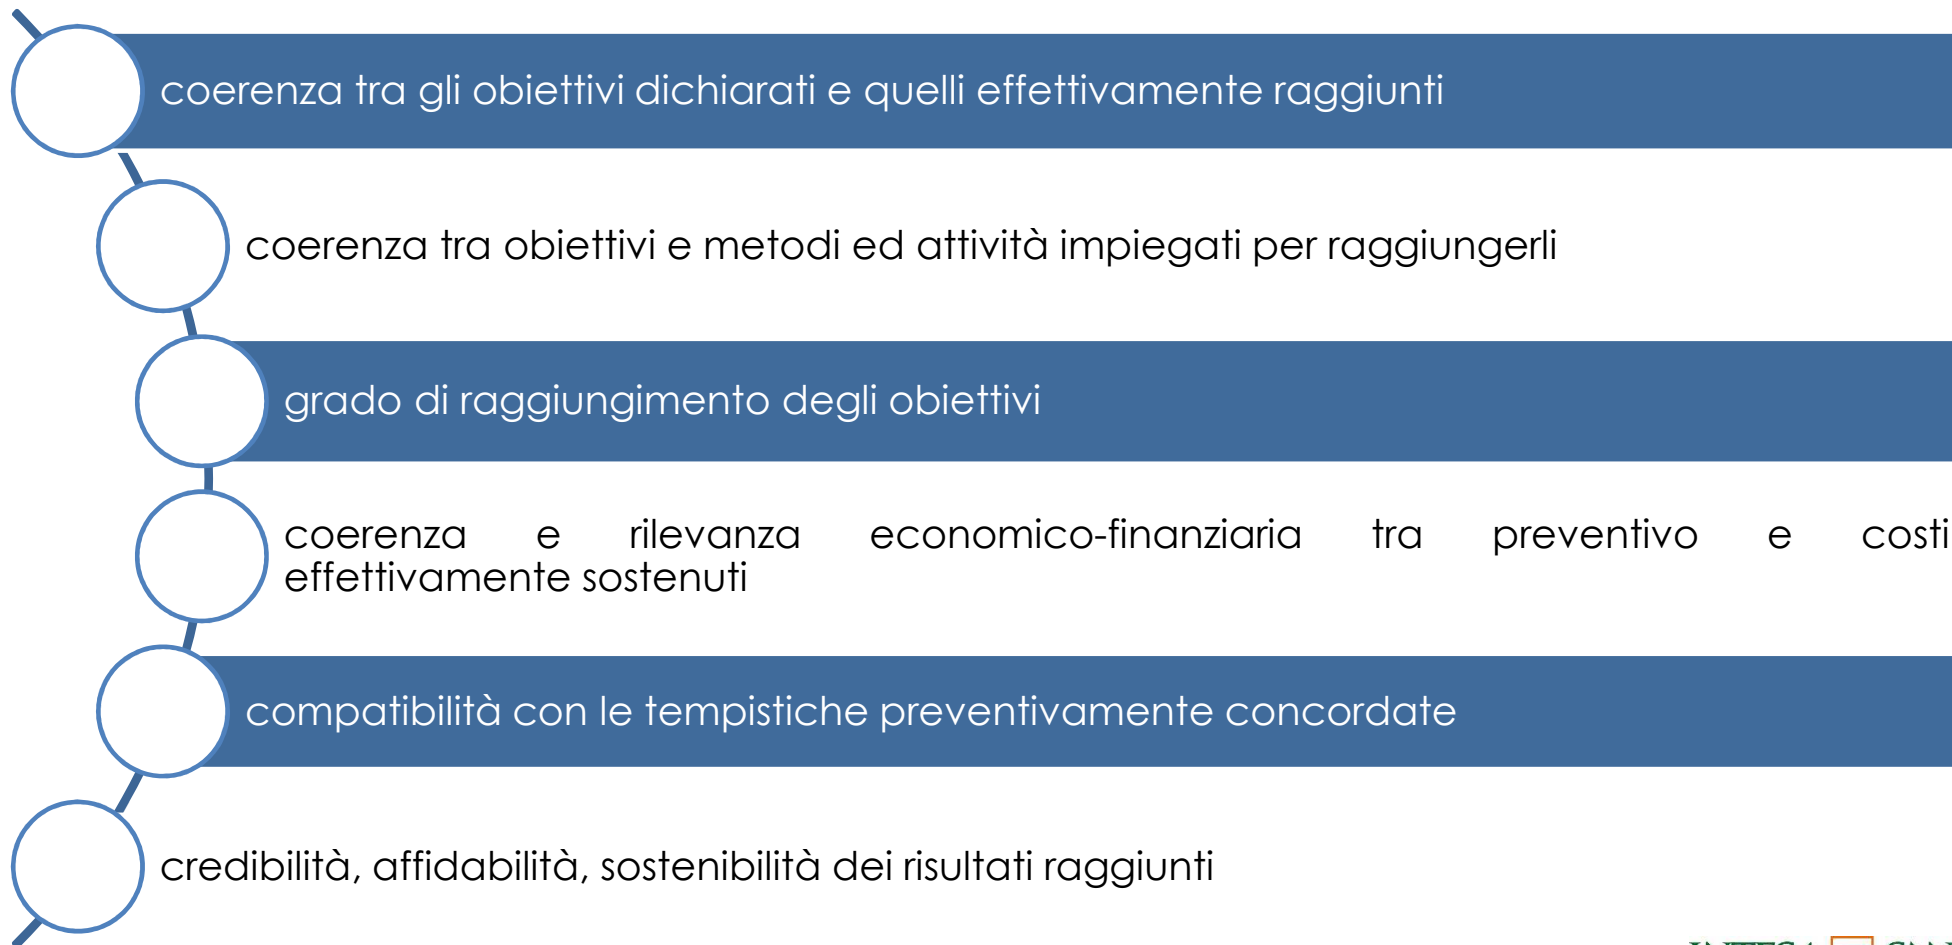 coerenza tra gli obiettivi dichiarati e quelli effettivamente raggiunti
coerenza tra obiettivi e metodi ed attività impiegati per raggiungerli
grado di raggiungimento degli obiettivi
coerenza e rilevanza economico-finanziaria tra preventivo e costi
effettivamente sostenuti
compatibilità con le tempistiche preventivamente concordate
credibilità, affidabilità, sostenibilità dei risultati raggiunti